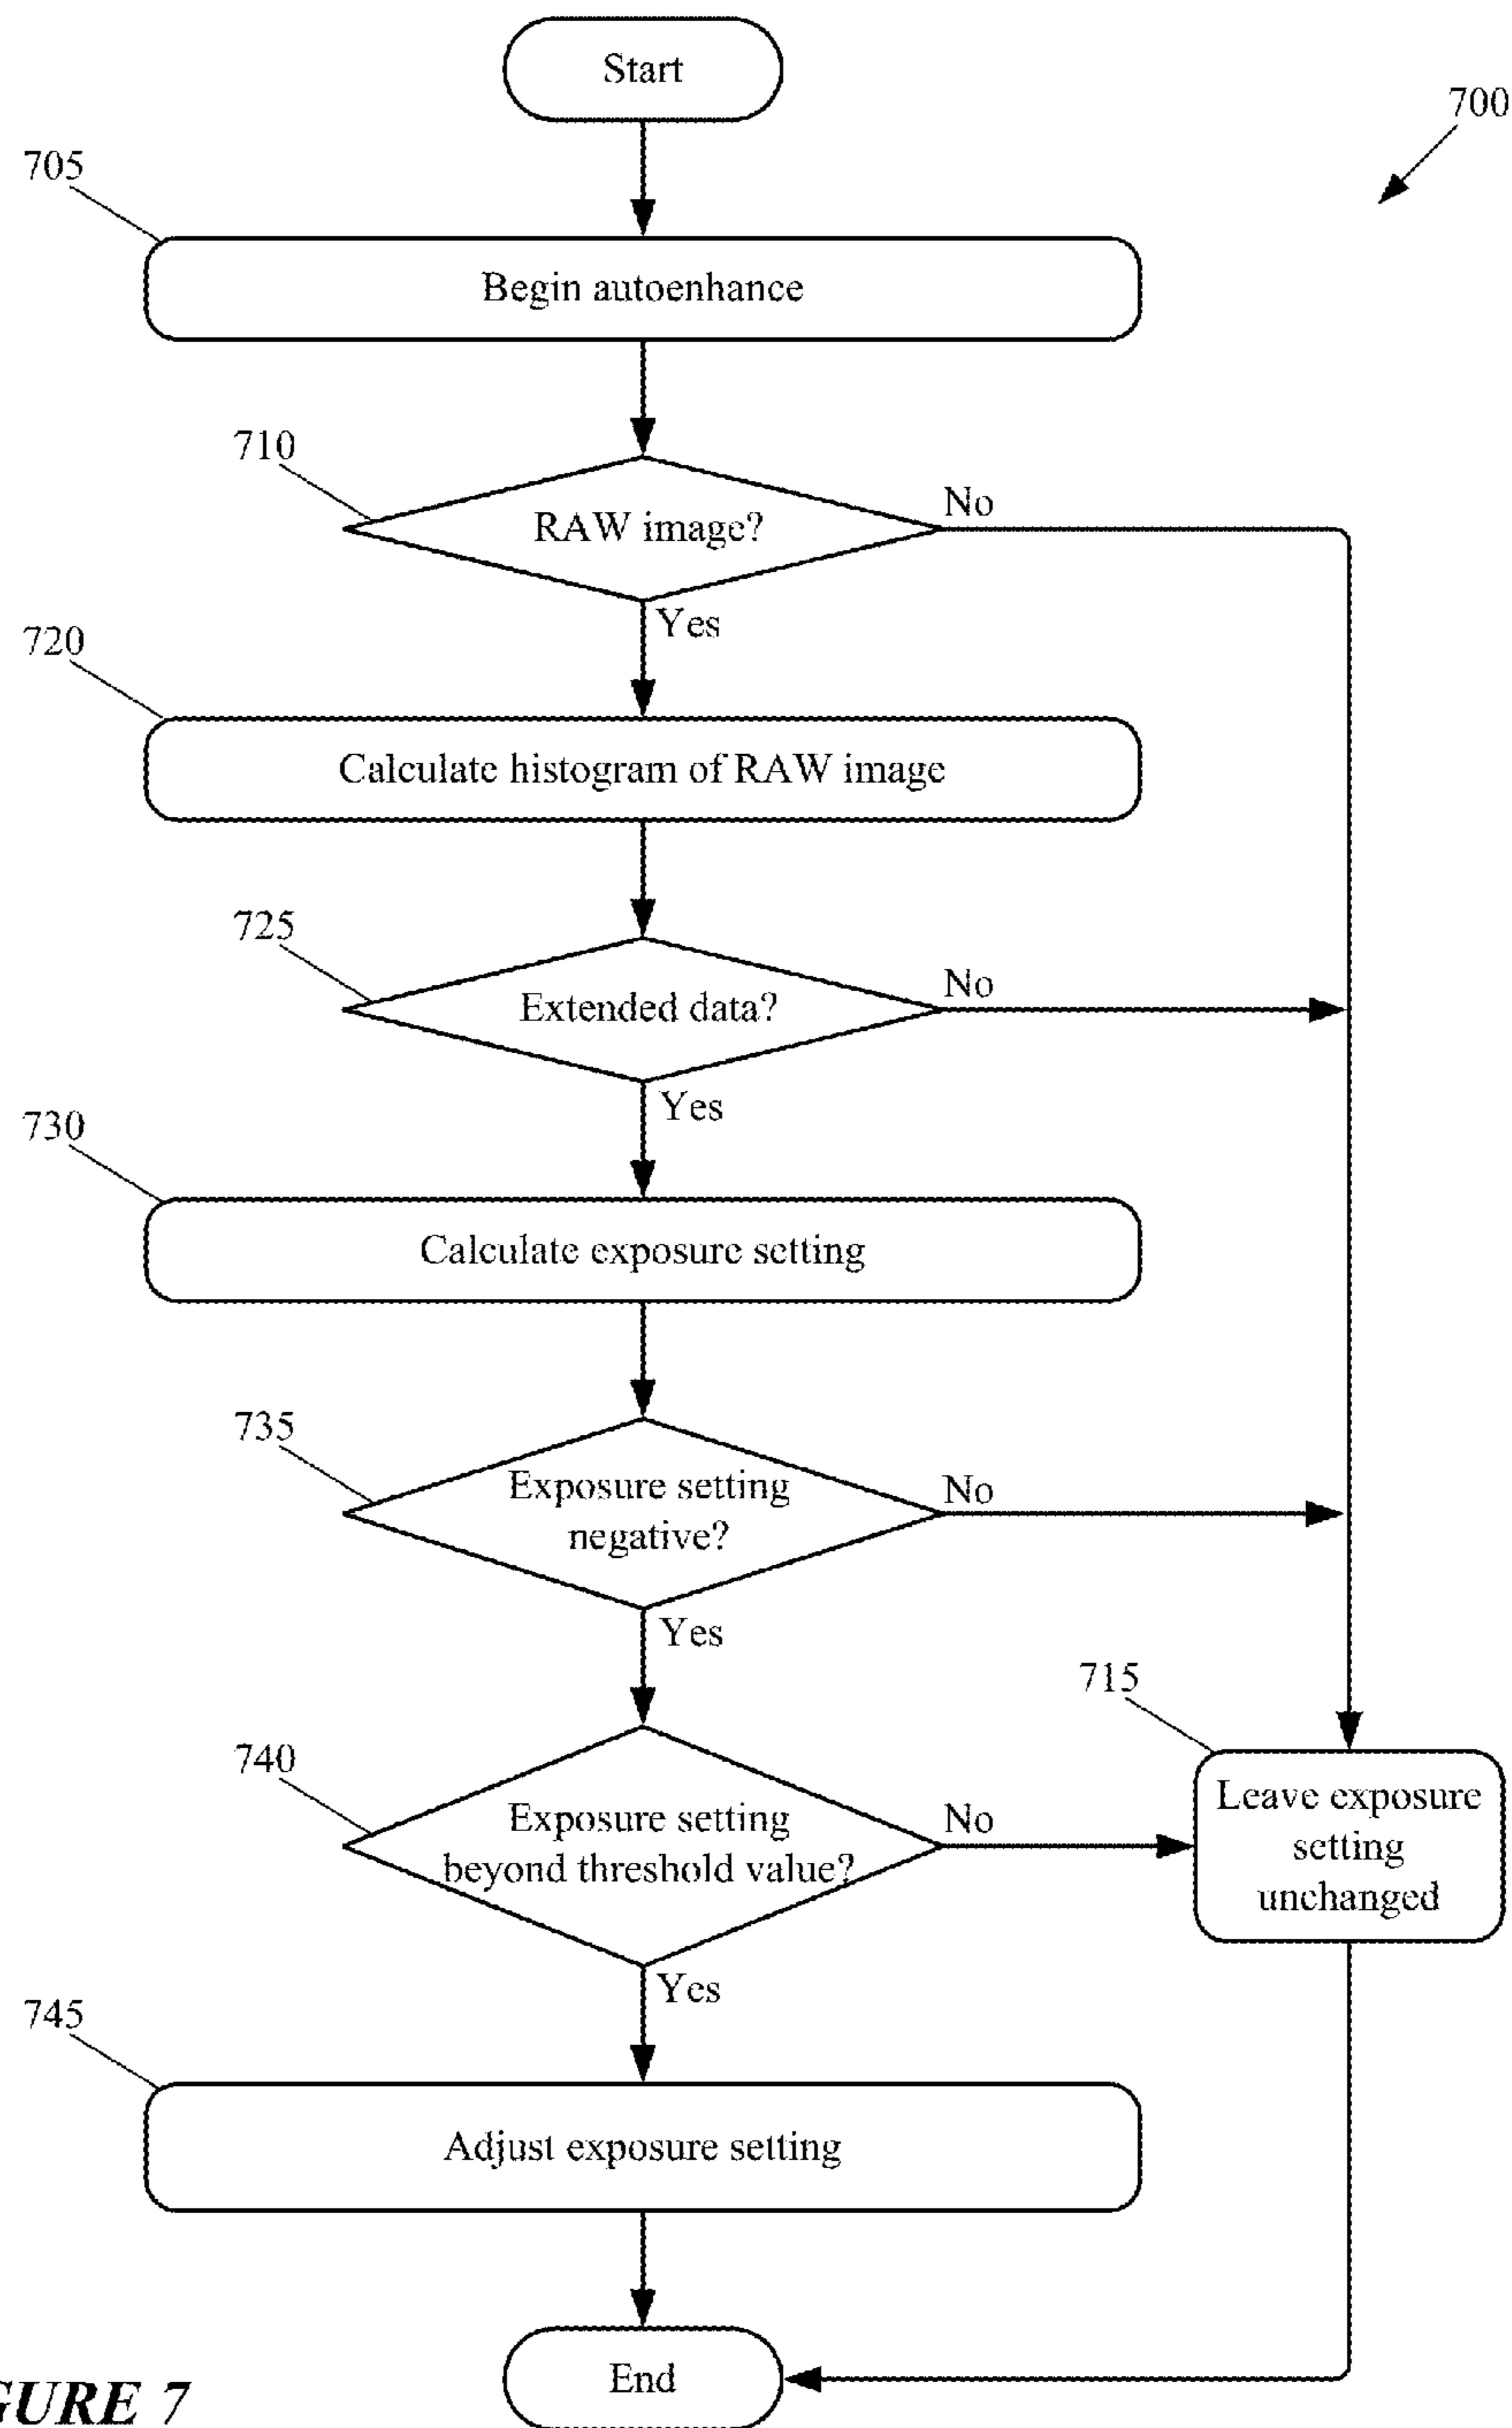 Start
700
705
Begin autoenhance
710
RAW image?
No
Yes
720
Calculate histogram of RAW image
725
Extended data?
No
Yes
730
Calculate exposure setting
735
Exposure setting
negative?
No
Yes
715
740
Exposure setting
beyond threshold value?
No
Leave exposure
setting
unchanged
Yes
745
Adjust exposure setting
End
GURE 7